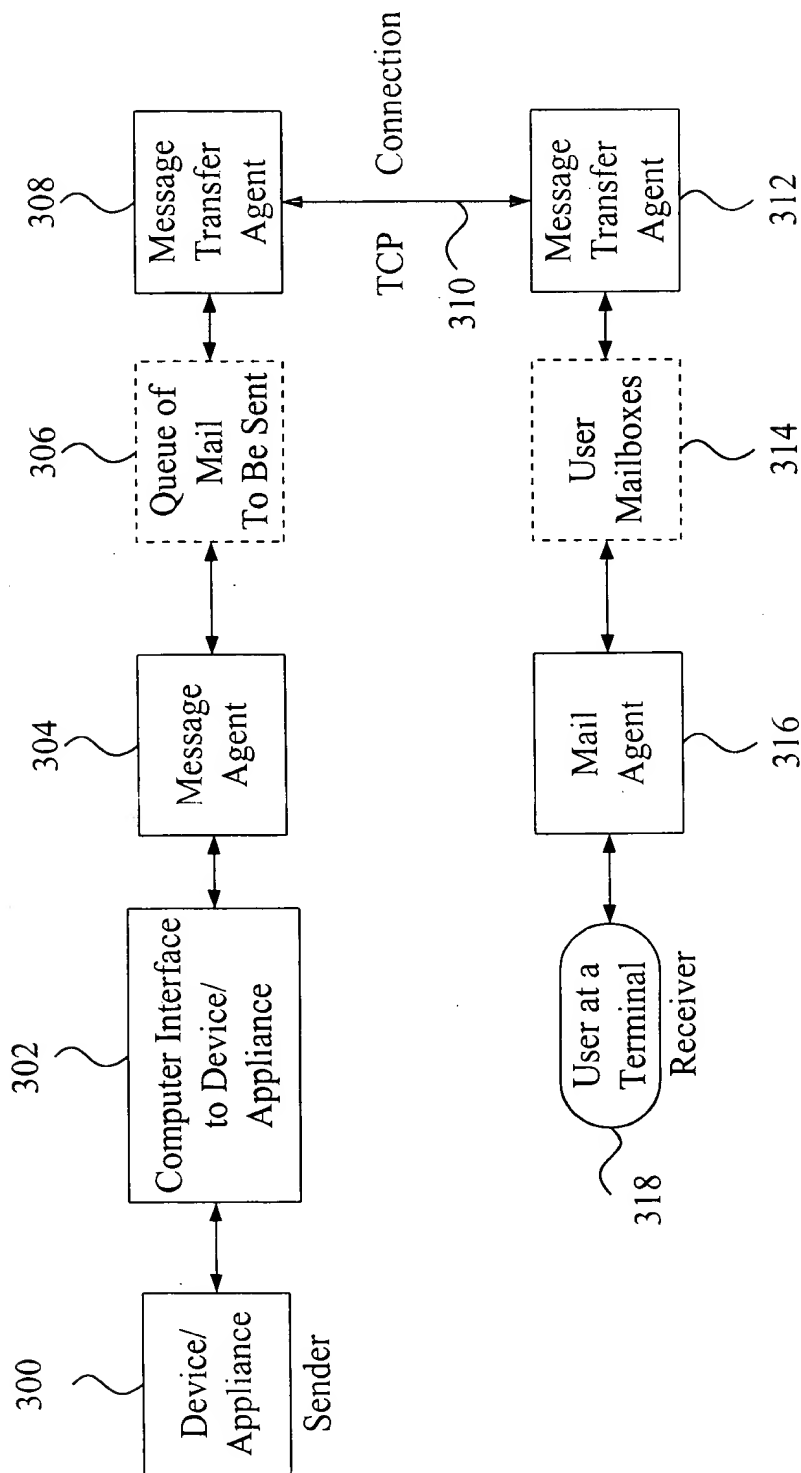 300
Device/
Appliance
Sender
302
Computer Interface
to Device/
Appliance
304
Message
Agent
306
Queue of
Mail
To Be Sent
308
Message
Transfer
Agent
TCP
Connection
310
Message
Transfer
Agent
312
User
Mailboxes
314
Mail
Agent
316
User at a
Terminal
Receiver
318